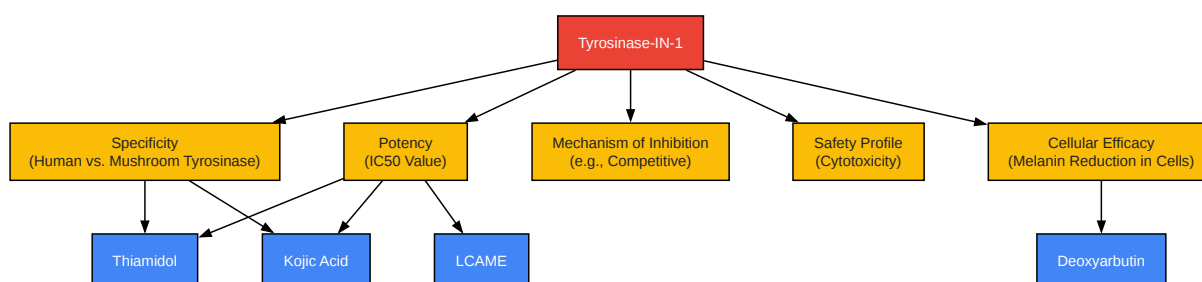 Tyrosinase-IN-1
Specificity
(Human vs. Mushroom Tyrosinase)
Potency
(IC50 Value)
Mechanism of Inhibition
(e.g., Competitive)
Safety Profile
(Cytotoxicity)
Cellular Efficacy
(Melanin Reduction in Cells)
Thiamidol
Kojic Acid
LCAME
Deoxyarbutin